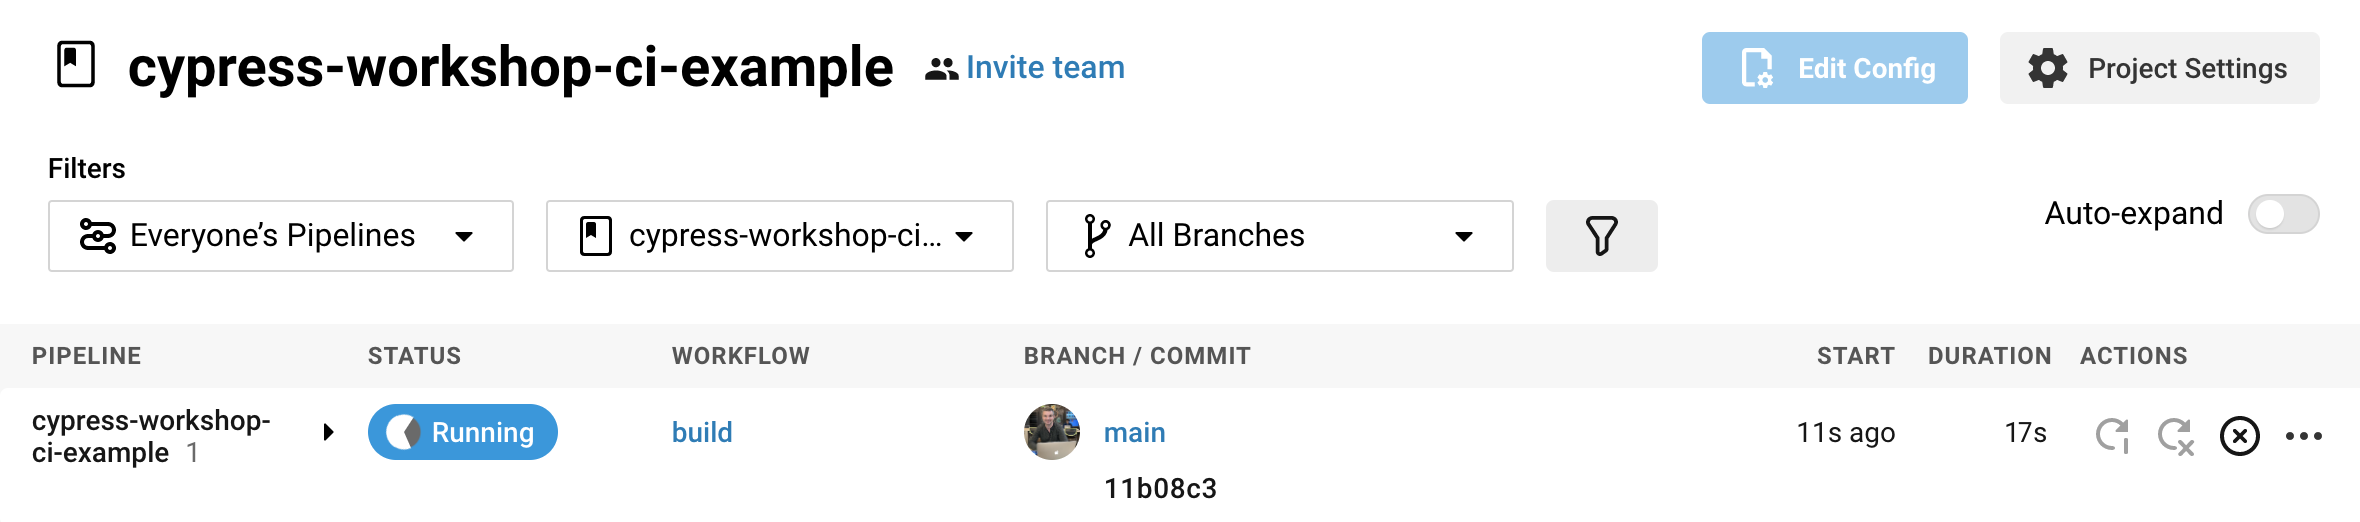 cypress-workshop-ci-example Invite team Edit Config Project Settings
Filters
Everyone’s Pipelines cypress-workshop-ci... All Branches Auto-expand
PIPELINE STATUS WORKFLOW BRANCH / COMMIT START DURATION ACTIONS
cypress-workshop-
ci-example 1 Running build main 11s ago 17s
11b08c3